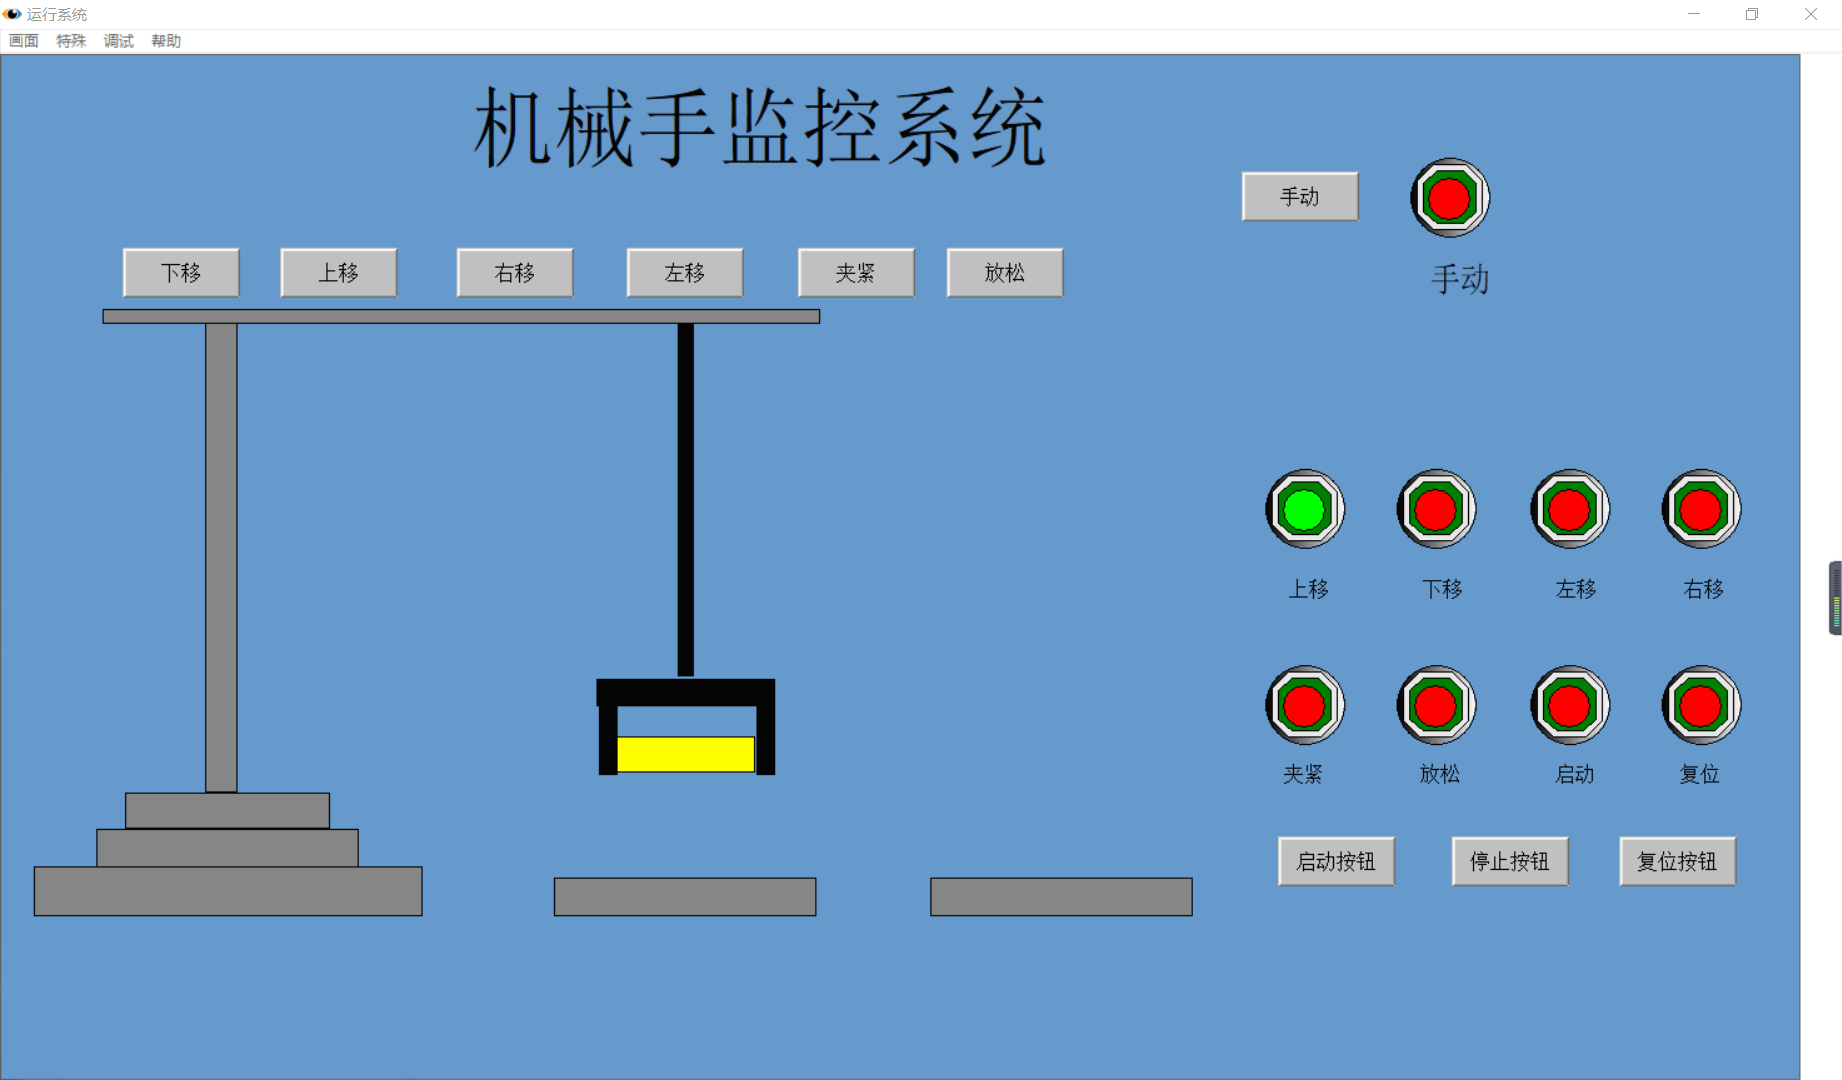 运行系统
画面 特殊 调试 帮助
机械手监控系统
手动
手动
下移 上移 右移 左移 夹紧 放松
上移 下移 左移 右移
夹紧 放松 启动 复位
启动按钮 停止按钮 复位按钮